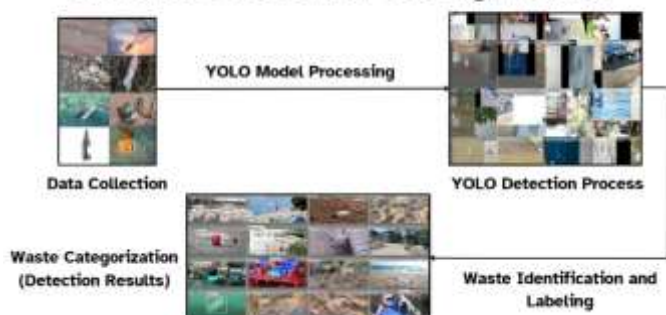 YOLO Model Processing
Data Collection
YOLO Detection Process
Waste Categorization
(Detection Results)
Waste Identification and
Labeling